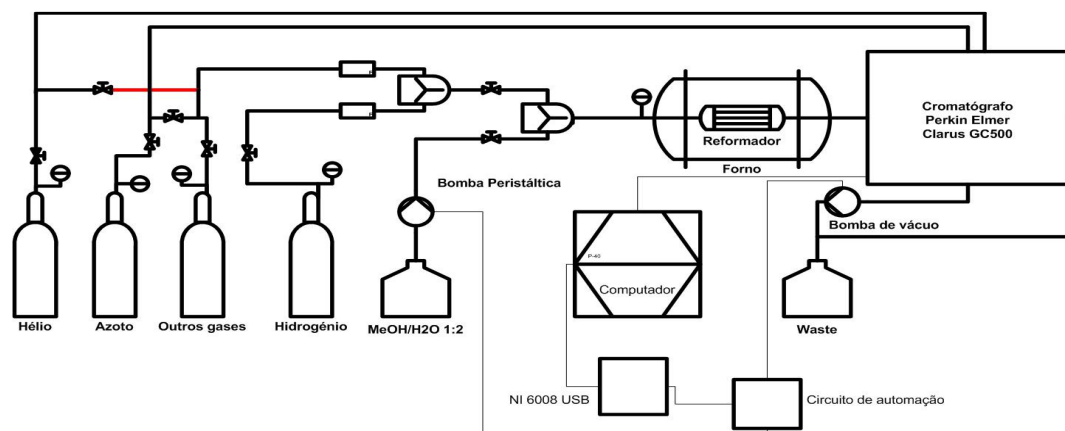 Cromatógrafo
Perkin Elmer
Clarus GC500
Reformador
Forno
Bomba Peristáltica
Bomba de vácuo
P-40
Computador
Hélio
Azoto
Outros gases
Hidrogénio
MeOH/H2O 1:2
Waste
NI 6008 USB
Circuito de automação